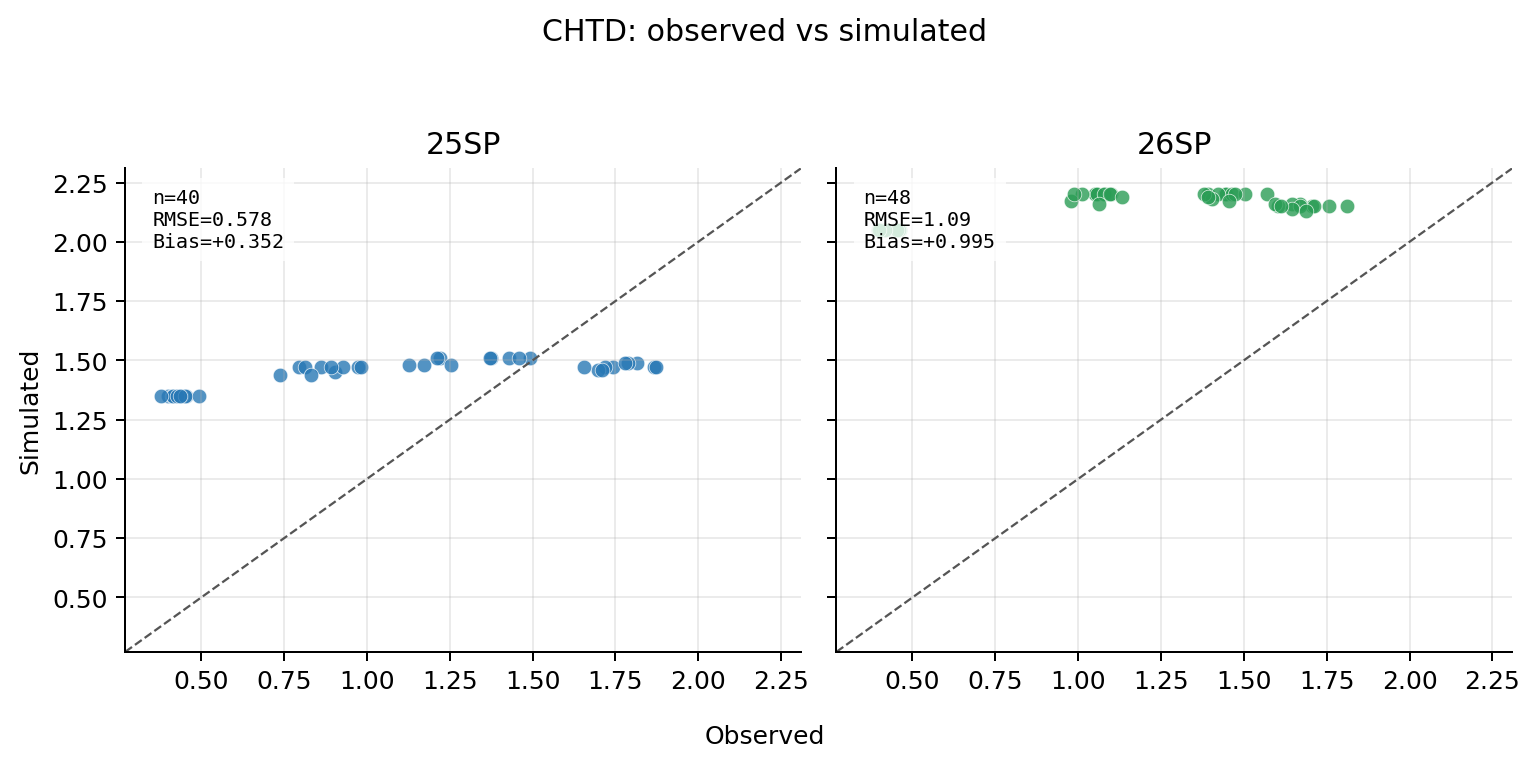 CHTD: observed vs simulated
25SP
26SP
n=40
RMSE=0.578
Bias=+0.352
n=48
RMSE=1.09
Bias=+0.995
2.25
2.00
1.75
1.50
1.25
1.00
0.75
0.50
Simulated
0.50 0.75 1.00 1.25 1.50 1.75 2.00 2.25
0.50 0.75 1.00 1.25 1.50 1.75 2.00 2.25
Observed